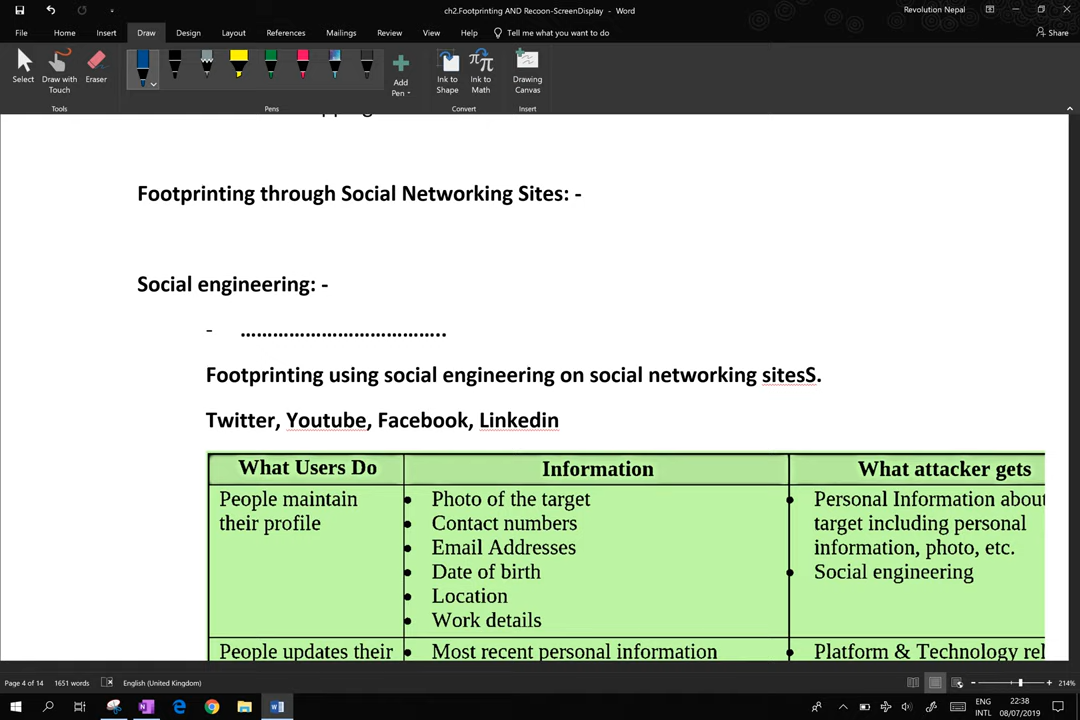 ch2.Footprinting AND Recoon-ScreenDisplay - Word
Revolution Nepal
File Home Insert Draw Design Layout References Mailings Review View Help Tell me what you want to do Share
Select Draw with Touch Eraser Add Pen Ink to Shape Ink to Math Drawing Canvas
Tools Pens Convert Insert
Footprinting through Social Networking Sites: -
Social engineering: -
- ………………………………..
Footprinting using social engineering on social networking sitesS.
Twitter, Youtube, Facebook, Linkedin
What Users Do Information What attacker gets
People maintain • Photo of the target • Personal Information about
their profile • Contact numbers target including personal
• Email Addresses information, photo, etc.
• Date of birth • Social engineering
• Location
• Work details
People updates their • Most recent personal information • Platform & Technology rel
Page 4 of 14 1651 words English (United Kingdom) 214%
ENG 22:38
INTL 08/07/2019